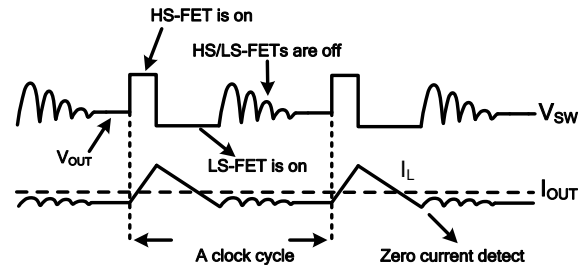 HS-FET is on
HS/LS-FETs are off
VSW
VOUT
LS-FET is on
IL
IOUT
A clock cycle
Zero current detect